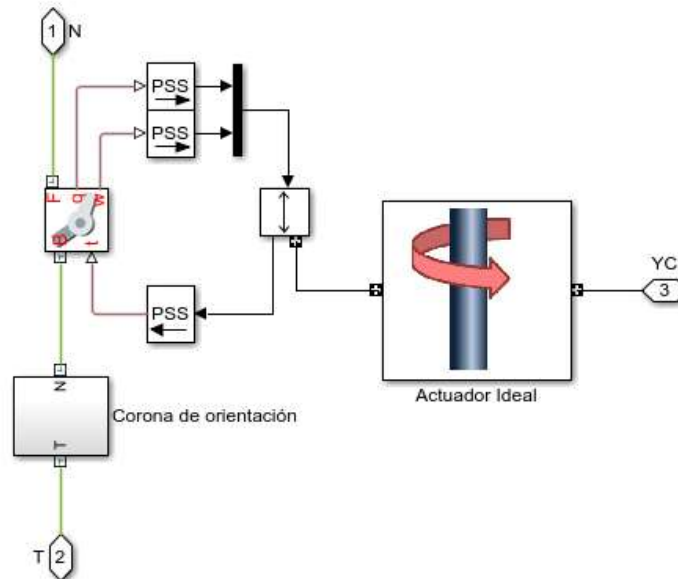 1 N
PSS
PSS
F q w
B t
PSS
YC
3
Actuador Ideal
N
Corona de orientación
T
T 2